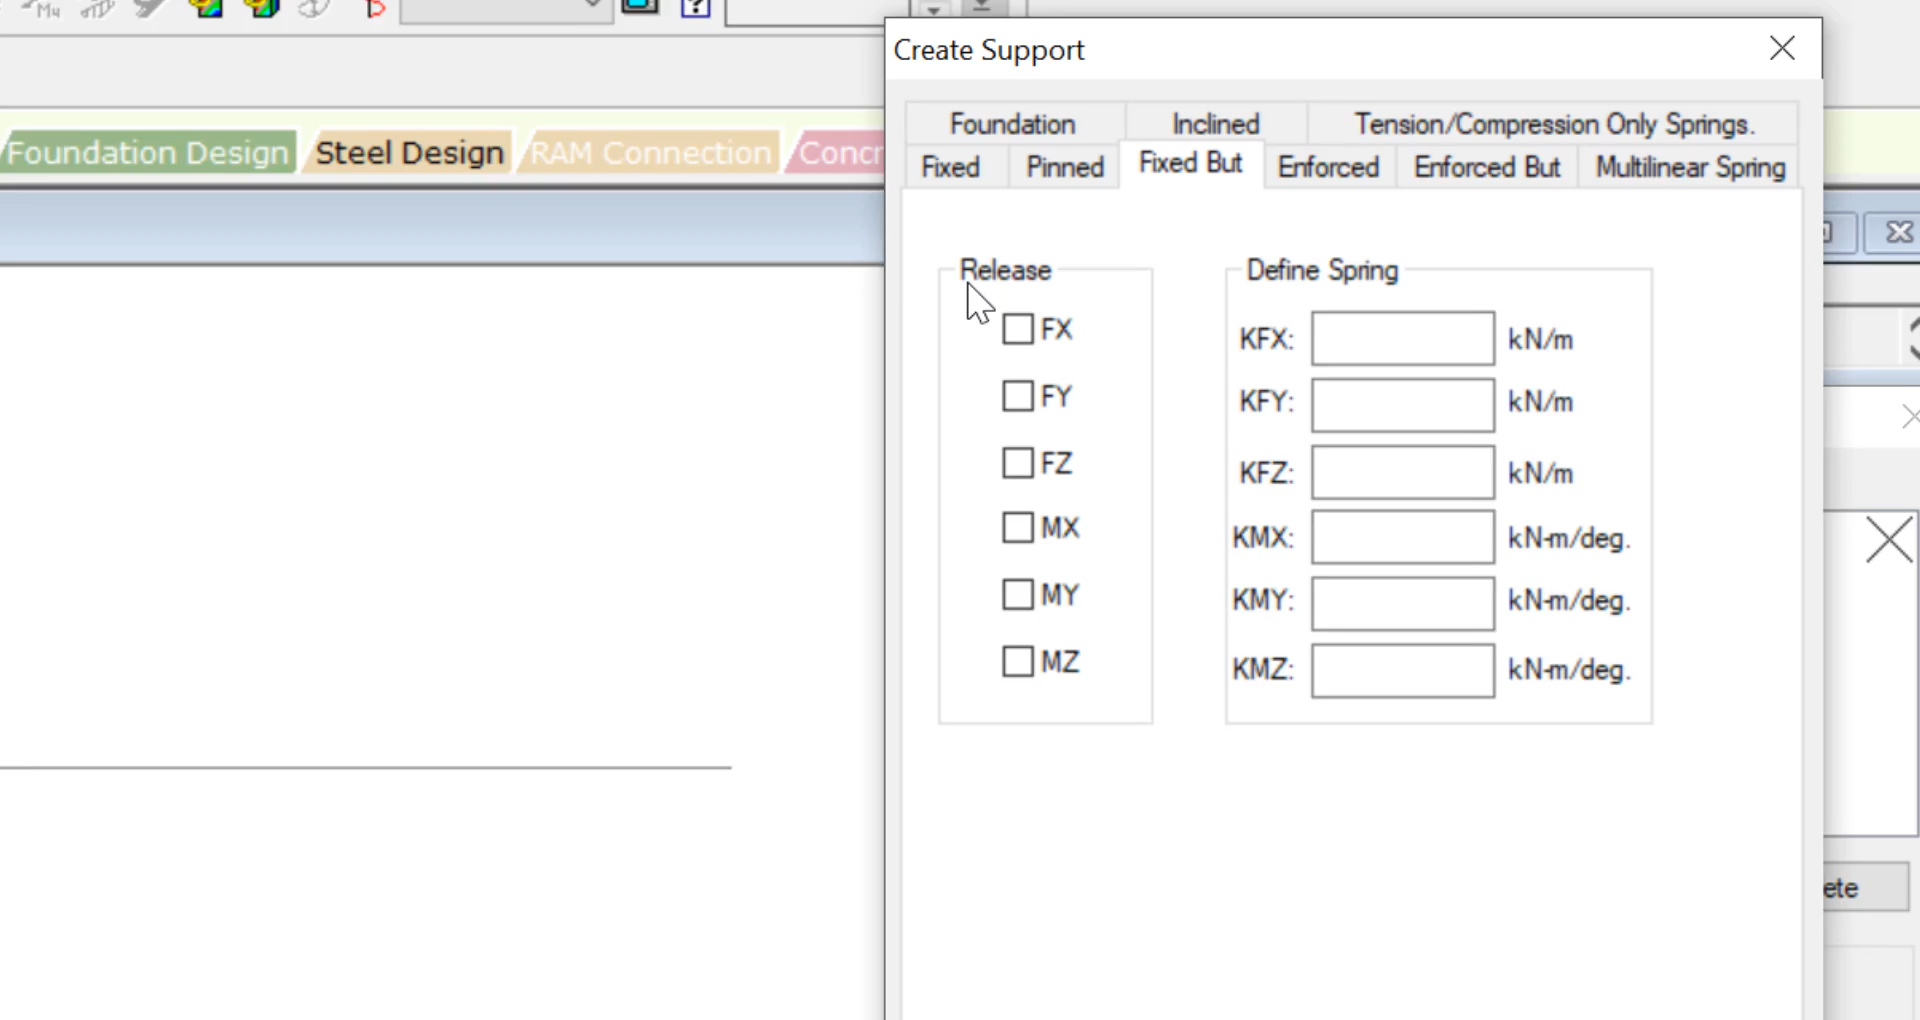 Create Support
Foundation Design Steel Design RAM Connection Concr
Foundation Inclined Tension/Compression Only Springs.
Fixed Pinned Fixed But Enforced Enforced But Multilinear Spring
Release
FX
FY
FZ
MX
MY
MZ
Define Spring
KFX: kN/m
KFY: kN/m
KFZ: kN/m
KMX: kN-m/deg.
KMY: kN-m/deg.
KMZ: kN-m/deg.
ete